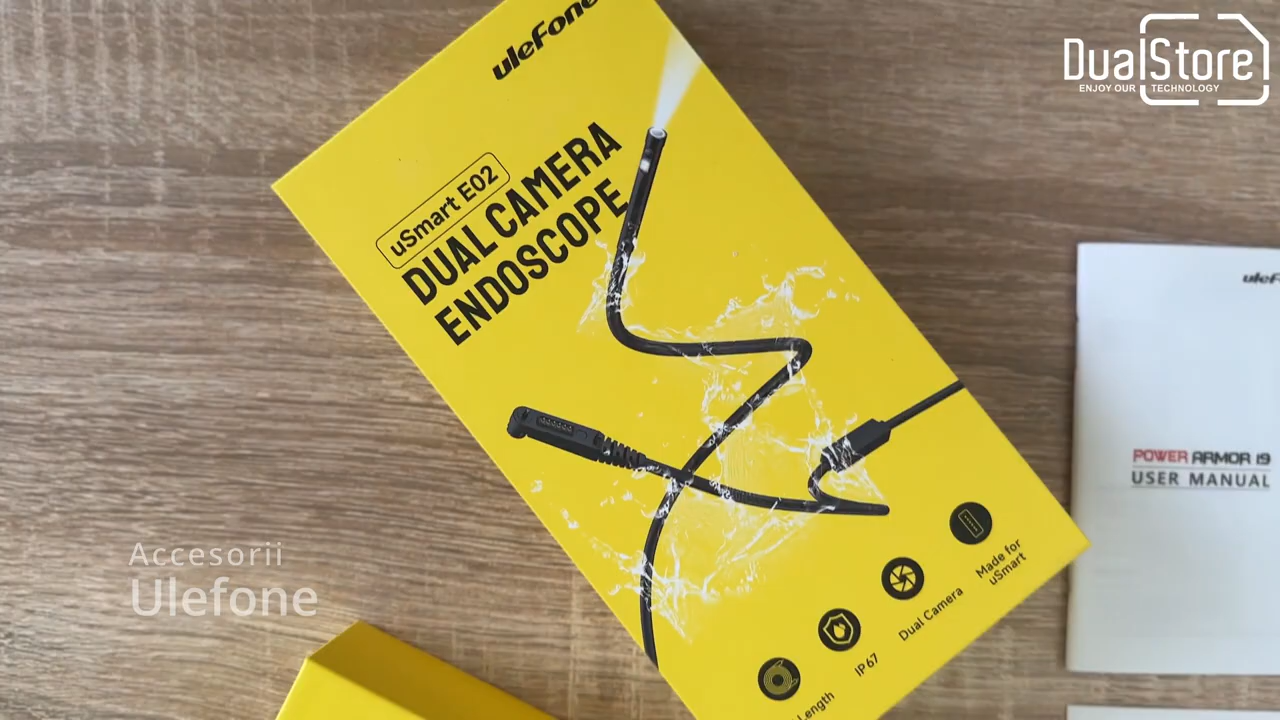 DualStore
ENJOY OUR TECHNOLOGY
ulefone
uSmart E02
DUAL CAMERA
ENDOSCOPE
Length
IP67
Dual Camera
Made for
uSmart
POWER ARMOR 19
USER MANUAL
Accesorii
Ulefone